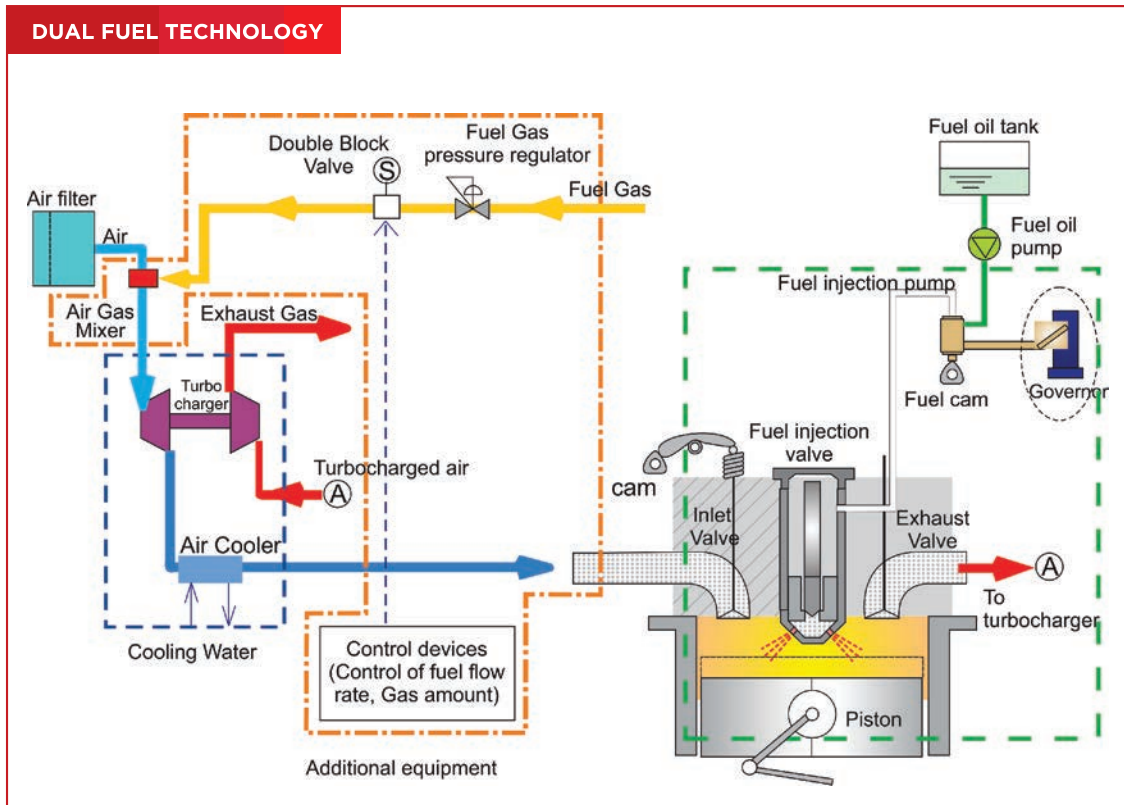 DUAL FUEL TECHNOLOGY
Double Block
Valve
S
Fuel Gas
pressure regulator
Fuel Gas
Fuel oil tank
Air filter
Air
Fuel oil
pump
Fuel injection pump
Air Gas
Mixer
Exhaust Gas
Turbo
charger
Fuel cam
Governor
Fuel injection
valve
Turbocharged air
A
cam
Inlet
Valve
Exhaust
Valve
Air Cooler
A
To
turbocharger
Cooling Water
Control devices
(Control of fuel flow
rate, Gas amount)
Piston
Additional equipment